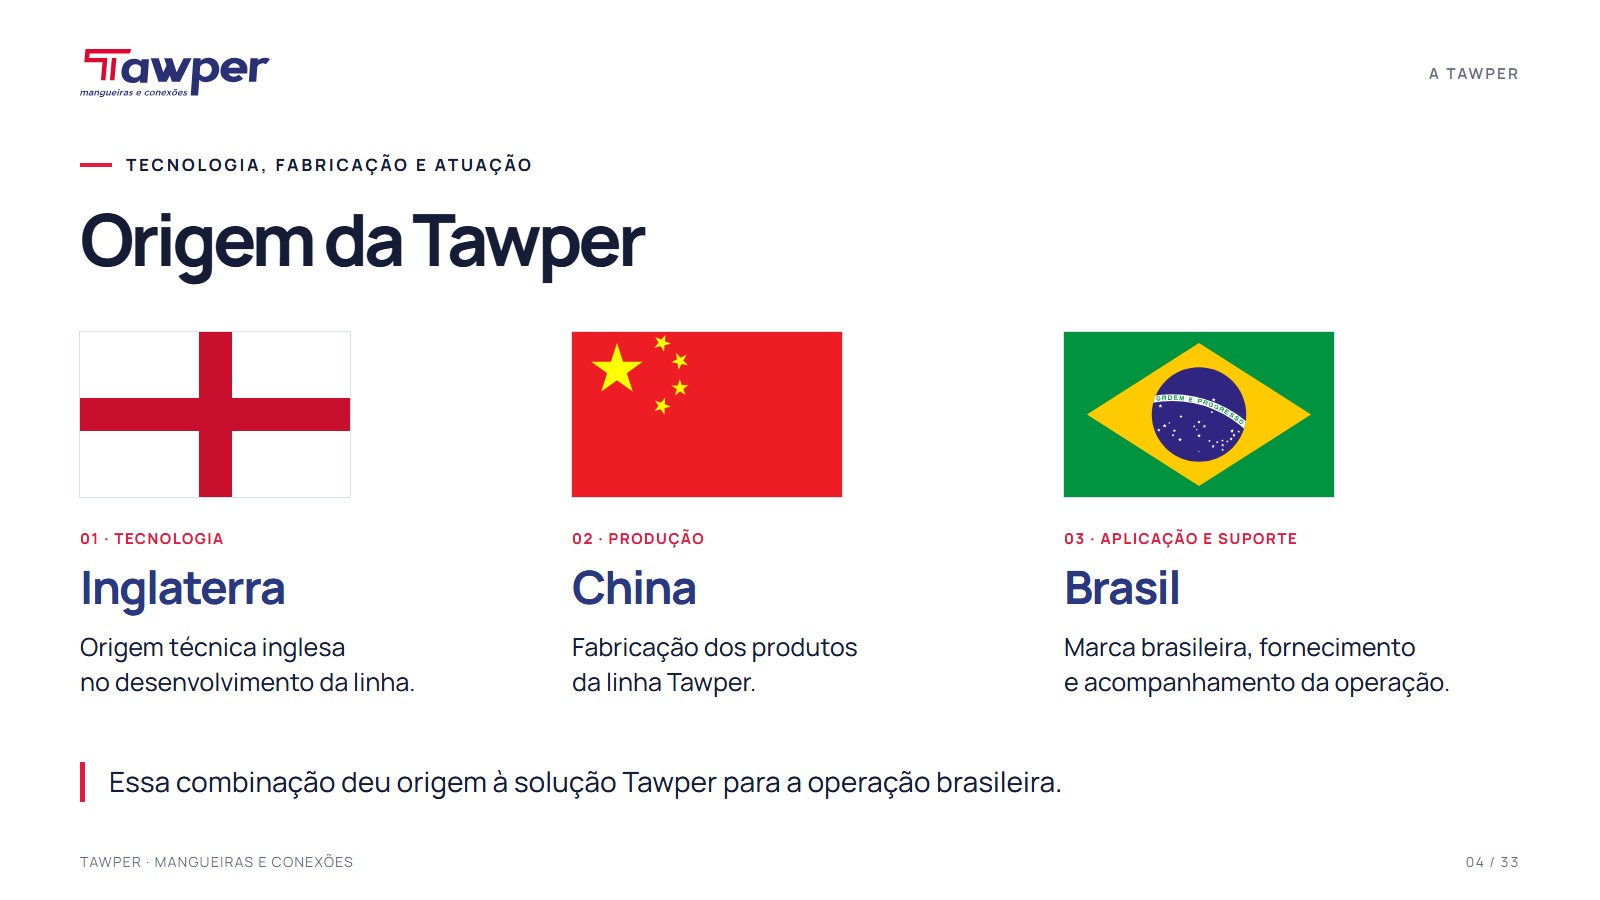 Tawper
mangueiras e conexões
A TAWPER
TECNOLOGIA, FABRICAÇÃO E ATUAÇÃO
Origem da Tawper
ORDEM E PROGRESSO
01 · TECNOLOGIA
Inglaterra
Origem técnica inglesa
no desenvolvimento da linha.
02 · PRODUÇÃO
China
Fabricação dos produtos
da linha Tawper.
03 · APLICAÇÃO E SUPORTE
Brasil
Marca brasileira, fornecimento
e acompanhamento da operação.
Essa combinação deu origem à solução Tawper para a operação brasileira.
TAWPER · MANGUEIRAS E CONEXÕES
04 / 33